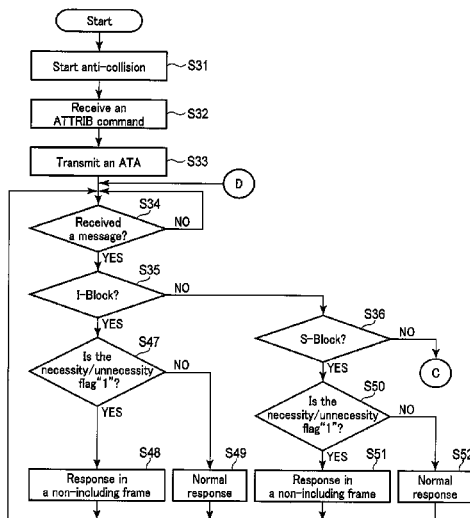 Start
Start anti-collision
S31
Receive an
ATTRIB command
S32
Transmit an ATA
S33
D
S34
Received
a message?
NO
YES
S35
I-Block?
NO
YES
S36
S-Block?
NO
YES
C
S47
Is the
necessity/unnecessity
flag"1"?
NO
YES
S50
Is the
necessity/unnecessity
flag"1"?
NO
YES
S48
Response in
a non-including frame
S49
Normal
response
S51
Response in
a non-including frame
S52
Normal
response